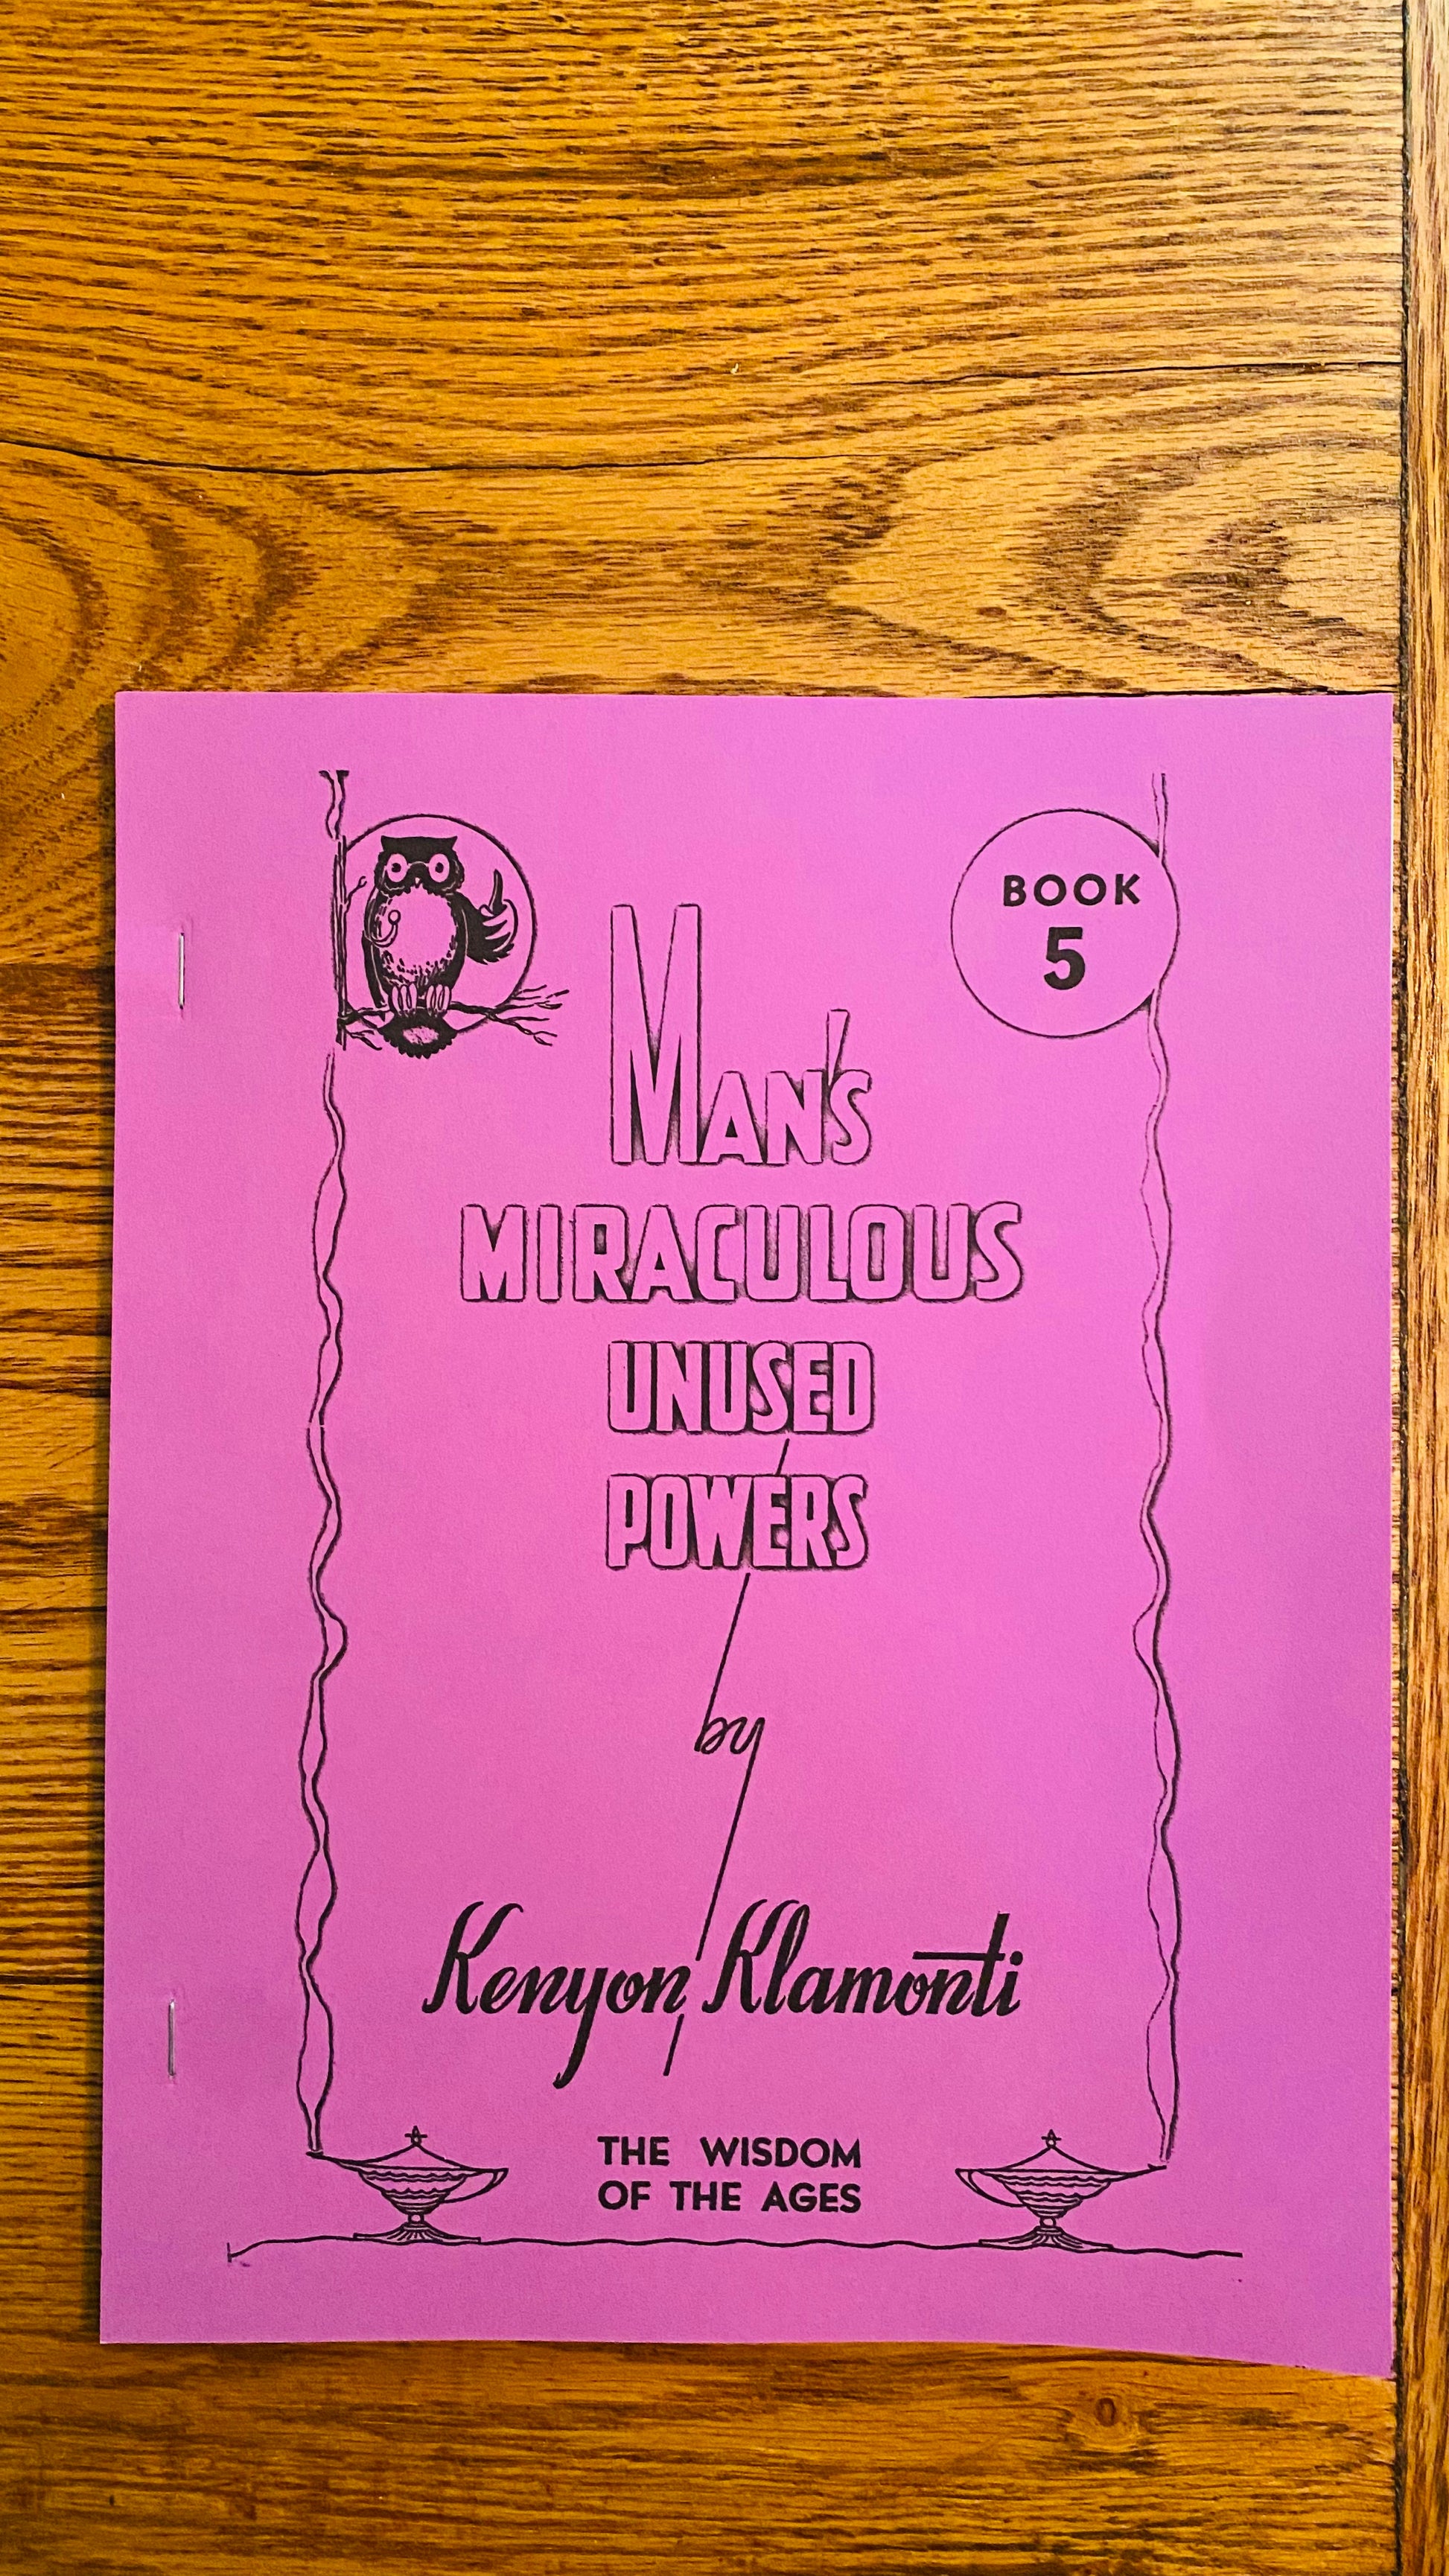 BOOK
5
MAN'S
MIRACULOUS
UNUSED
POWERS
by
Kenyon Klamonti
THE WISDOM
OF THE AGES